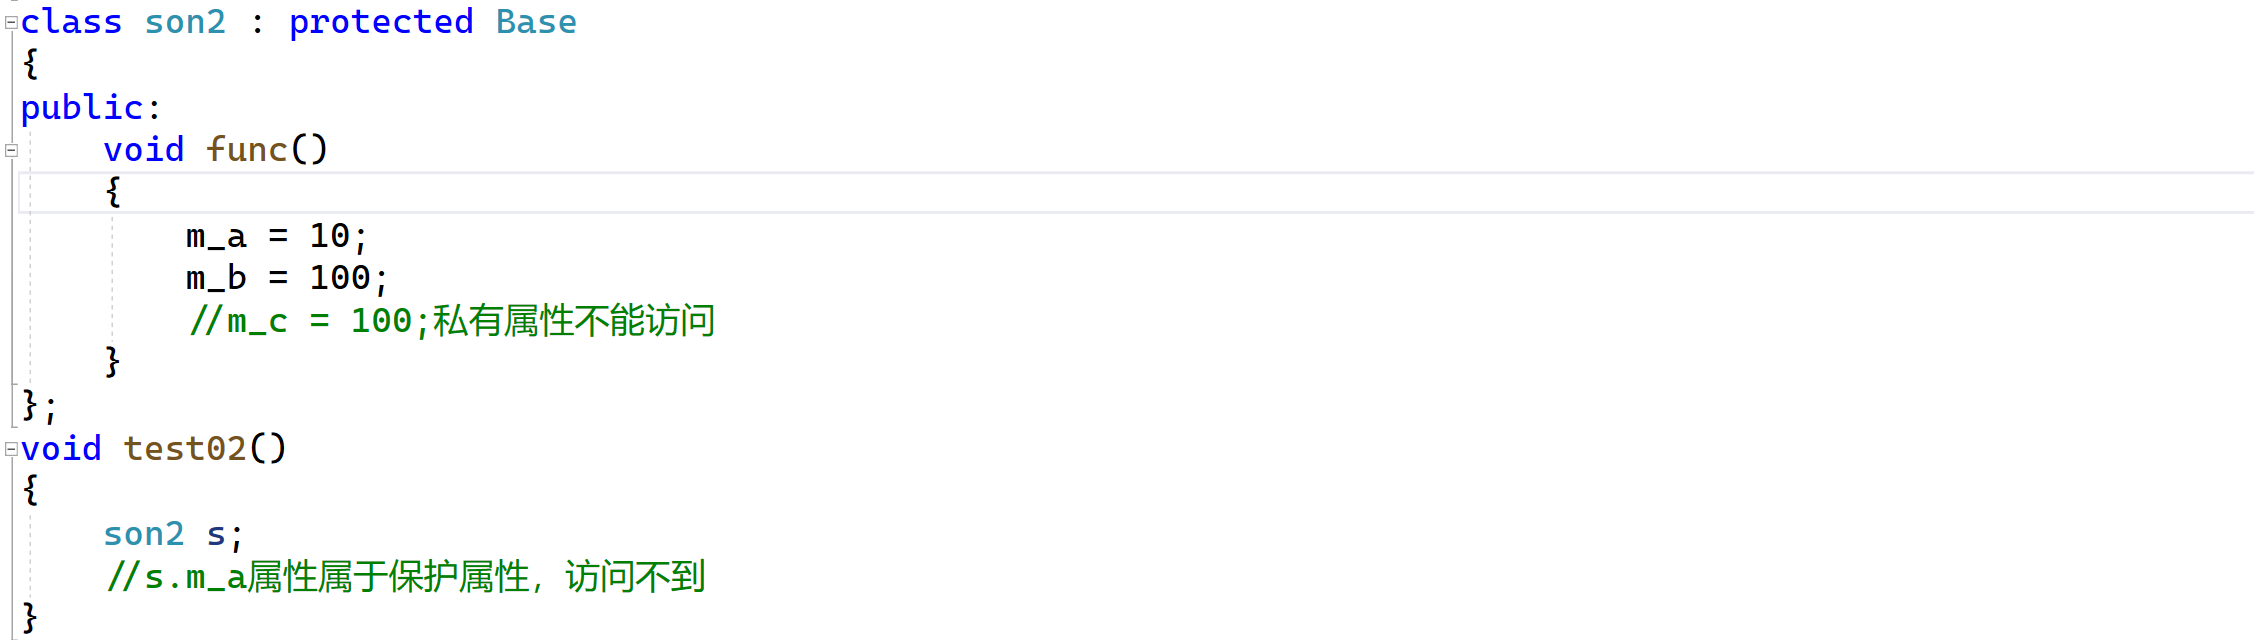 class son2 : protected Base
{
public:
    void func()
    {
        m_a = 10;
        m_b = 100;
        //m_c = 100;私有属性不能访问
    }
};
void test02()
{
    son2 s;
    //s.m_a属性属于保护属性，访问不到
}